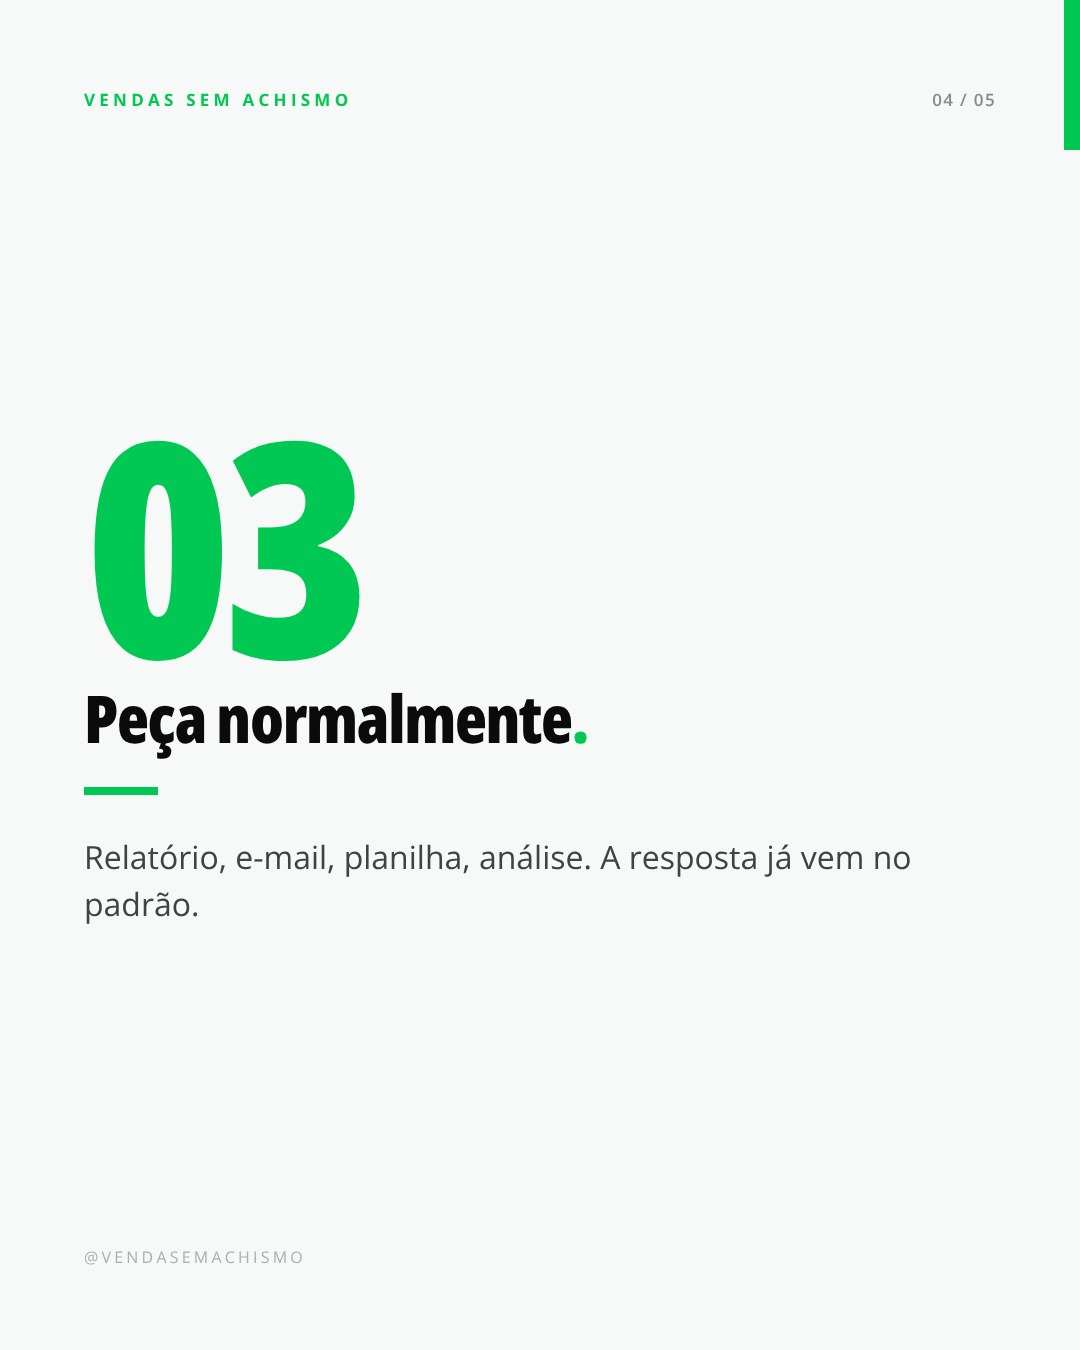 VENDAS SEM ACHISMO
04 / 05
03
Peça normalmente.
Relatório, e-mail, planilha, análise. A resposta já vem no
padrão.
@VENDASEMACHISMO